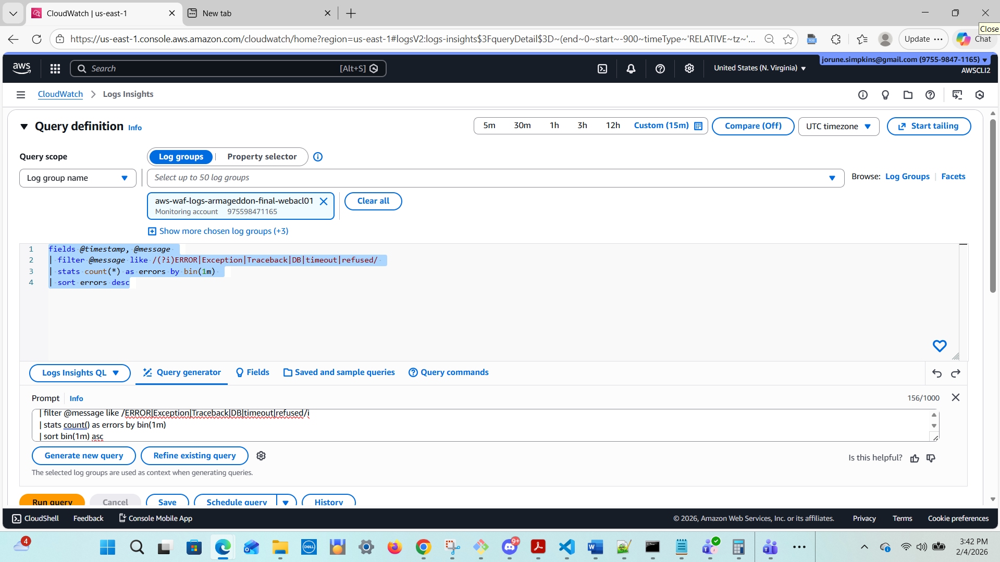 CloudWatch | us-east-1
New tab
Close
https://us-east-1.console.aws.amazon.com/cloudwatch/home?region=us-east-1#logsV2:logs-insights$3FqueryDetail$3D~(end~0~start~-900~timeType~'RELATIVE~tz~'...
Update
Chat
aws
Search
[Alt+S]
United States (N. Virginia)
jorune.simpkins@gmail.com (9755-9847-1165)
AWSCLI2
CloudWatch
Logs Insights
Query definition Info
5m 30m 1h 3h 12h Custom (15m)
Compare (Off)
UTC timezone
Start tailing
Query scope
Log groups | Property selector
Log group name
Select up to 50 log groups
Browse: Log Groups | Facets
aws-waf-logs-armageddon-final-webacl01
Monitoring account 975598471165
Clear all
Show more chosen log groups (+3)
1 fields @timestamp, @message
2 | filter @message like /(?i)ERROR|Exception|Traceback|DB|timeout|refused/
3 | stats count(*) as errors by bin(1m)
4 | sort errors desc
Logs Insights QL
Query generator
Fields
Saved and sample queries
Query commands
Prompt Info
156/1000
| filter @message like /ERROR|Exception|Traceback|DB|timeout|refused/i
| stats count() as errors by bin(1m)
| sort bin(1m) asc
Generate new query
Refine existing query
Is this helpful?
The selected log groups are used as context when generating queries.
Run query
Cancel
Save
Schedule query
History
CloudShell
Feedback
Console Mobile App
© 2026, Amazon Web Services, Inc. or its affiliates.
Privacy
Terms
Cookie preferences
4
DELL
9+
3:42 PM
2/4/2026